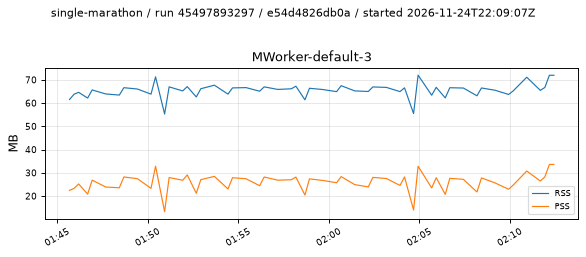 single-marathon / run 45497893297 / e54d4826db0a / started 2026-11-24T22:09:07Z
MWorker-default-3
MB
70
60
50
40
30
20
RSS
PSS
01:45
01:50
01:55
02:00
02:05
02:10